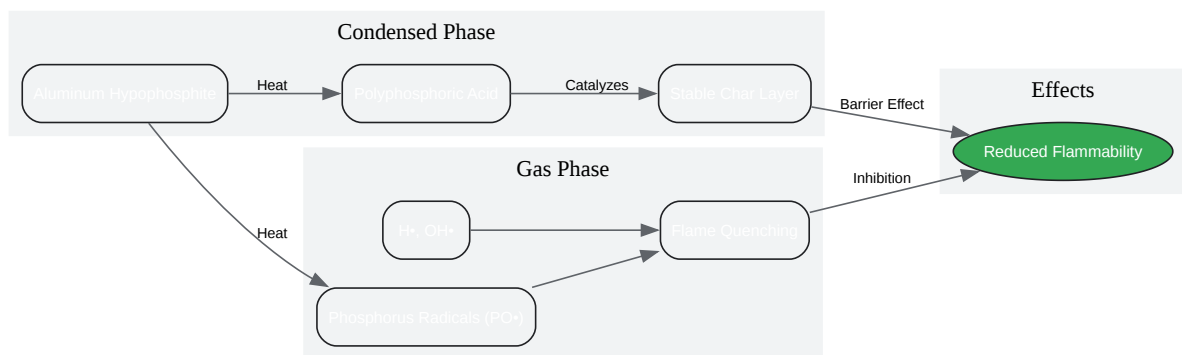 Condensed Phase
Aluminum Hypophosphite
Heat
Polyphosphoric Acid
Catalyzes
Stable Char Layer
Barrier Effect
Effects
Reduced Flammability
Gas Phase
H•, OH•
Flame Quenching
Inhibition
Heat
Phosphorus Radicals (PO•)